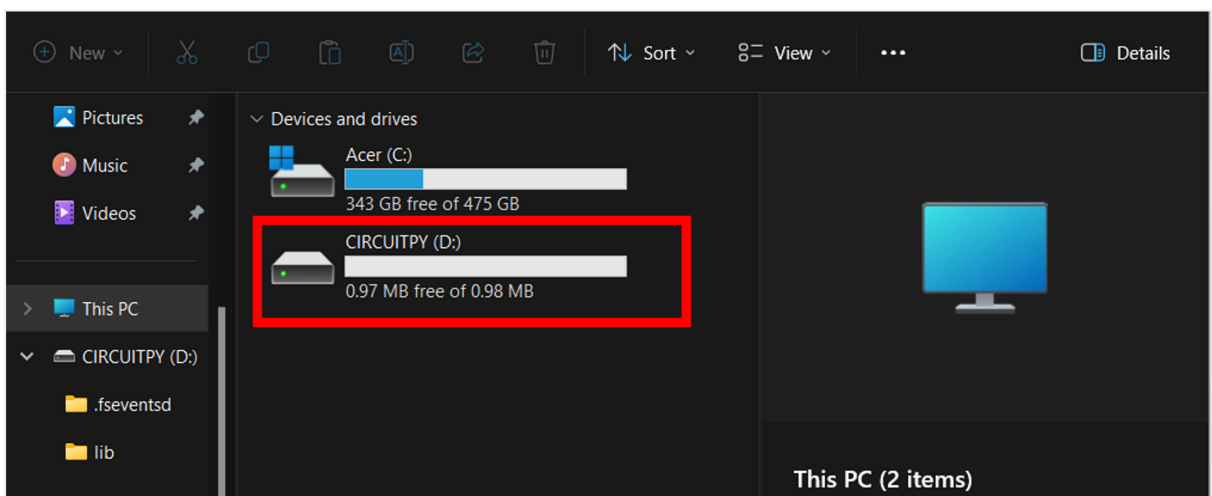 New
Sort
View
Details
Pictures
Music
Videos
This PC
CIRCUITPY (D:)
.fseventsd
lib
Devices and drives
Acer (C:)
343 GB free of 475 GB
CIRCUITPY (D:)
0.97 MB free of 0.98 MB
This PC (2 items)